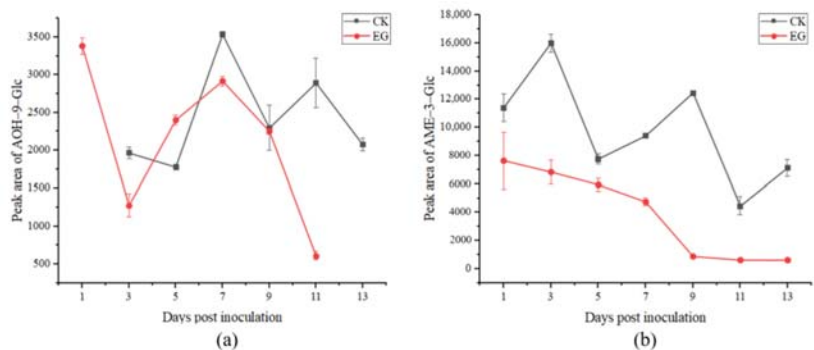 CK
EG
Peak area of AOH–9–Glc
3500
3000
2500
2000
1500
1000
500
1 3 5 7 9 11 13
Days post inoculation
(a)
CK
EG
Peak area of AME–3–Glc
18,000
16,000
14,000
12,000
10,000
8000
6000
4000
2000
0
1 3 5 7 9 11 13
Days post inoculation
(b)